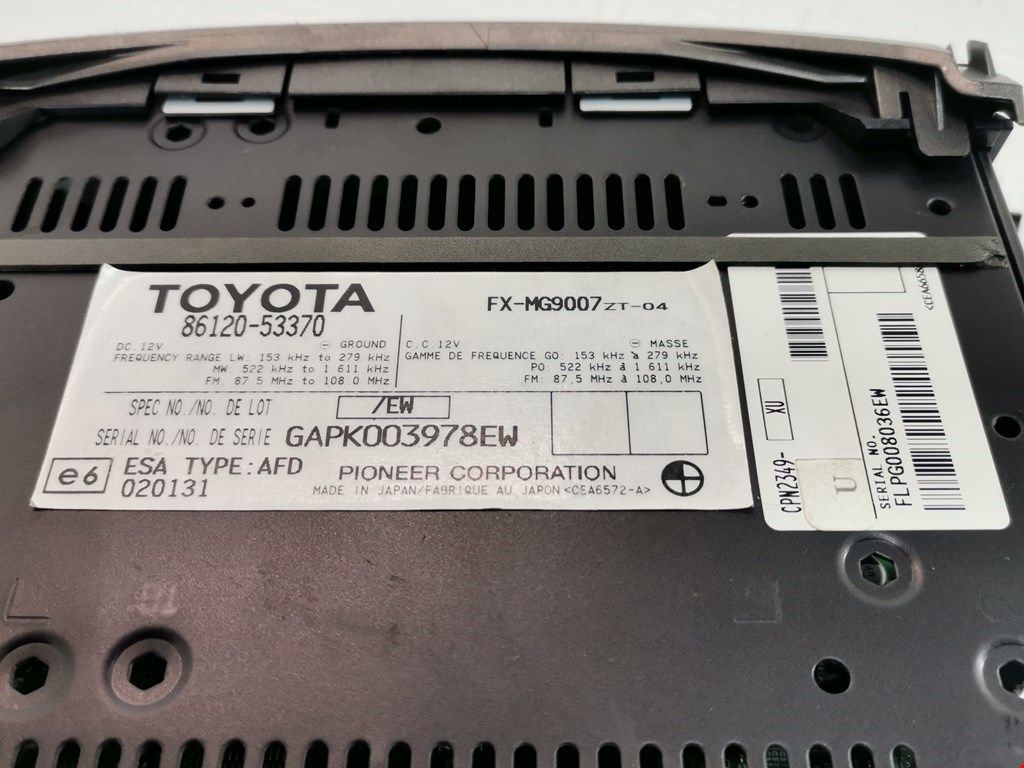 TOYOTA
86120-53370
FX-MG9007 ZT-04
DC. 12V ⊖ GROUND
FREQUENCY RANGE LW: 153 kHz to 279 kHz
MW: 522 kHz to 1 611 kHz
FM: 87.5 MHz to 108.0 MHz
C.C. 12V ⊖ MASSE
GAMME DE FREQUENCE GO: 153 kHz à 279 kHz
PO: 522 kHz à 1 611 kHz
FM: 87,5 MHz à 108,0 MHz
SPEC NO./NO. DE LOT /EW
SERIAL NO./NO. DE SERIE GAPK003978EW
e6 ESA TYPE:AFD
020131
PIONEER CORPORATION
MADE IN JAPAN/FABRIQUE AU JAPON <CEA6572-A>
CPN2349-
XU
U
SERIAL NO.
FLPG008036EW